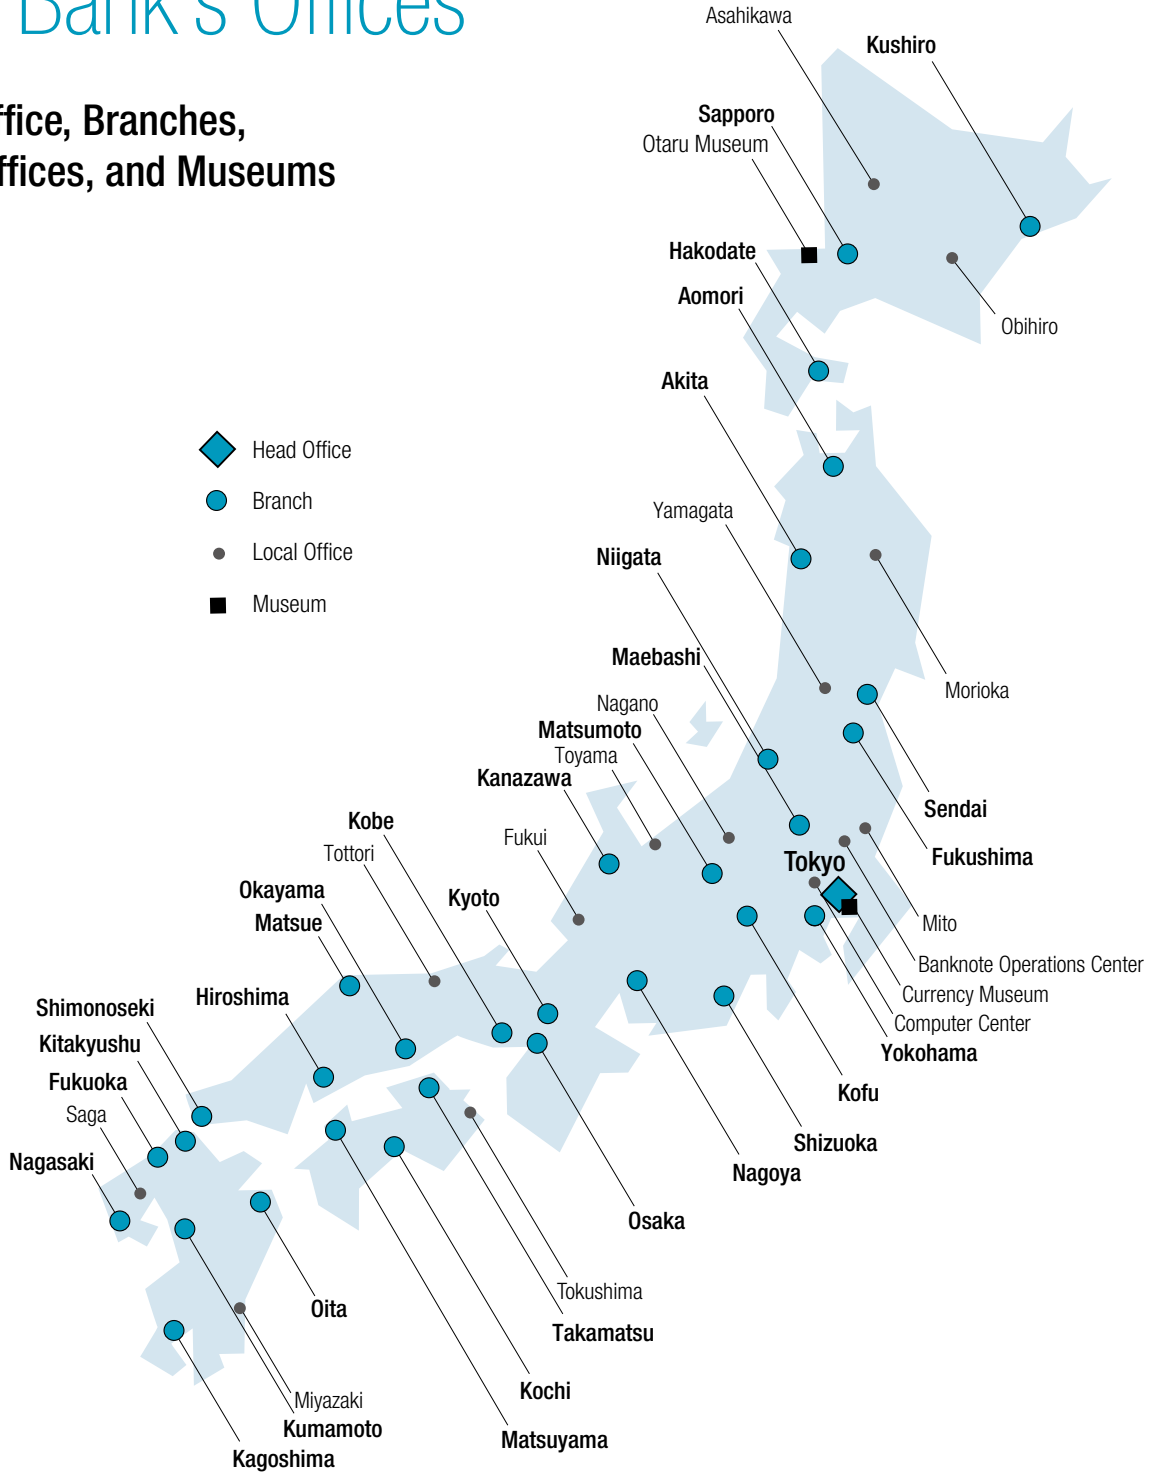 Bank's Offices
ffice, Branches,
ffices, and Museums
Asahikawa
Kushiro
Sapporo
Otaru Museum
Hakodate
Aomori
Obihiro
Akita
Head Office
Branch
Local Office
Museum
Yamagata
Niigata
Maebashi
Morioka
Nagano
Matsumoto
Toyama
Kanazawa
Sendai
Kobe
Fukui
Tottori
Fukushima
Tokyo
Okayama
Kyoto
Matsue
Mito
Banknote Operations Center
Currency Museum
Hiroshima
Shimonoseki
Computer Center
Kitakyushu
Yokohama
Fukuoka
Kofu
Saga
Shizuoka
Nagasaki
Nagoya
Osaka
Tokushima
Oita
Takamatsu
Kochi
Miyazaki
Kumamoto
Matsuyama
Kagoshima